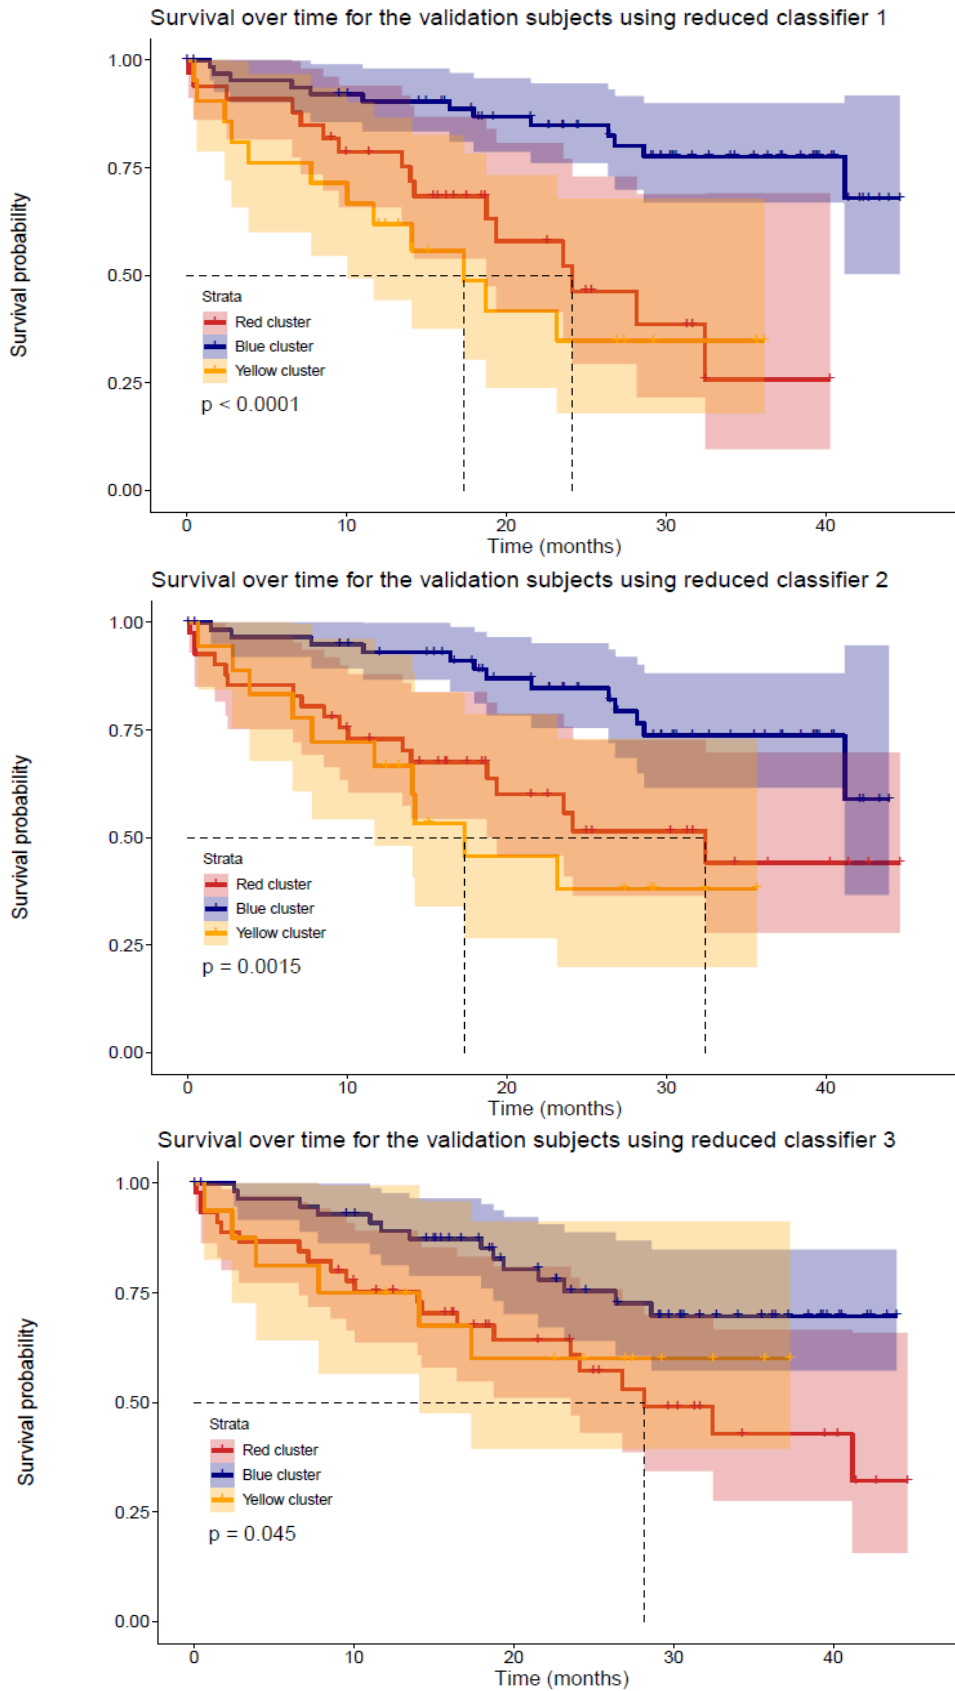 Survival over time for the validation subjects using reduced classifier 1
Survival probability
1.00
0.75
0.50
0.25
0.00
Strata
Red cluster
Blue cluster
Yellow cluster
p < 0.0001
0 10 20 30 40
Time (months)
Survival over time for the validation subjects using reduced classifier 2
Survival probability
1.00
0.75
0.50
0.25
0.00
Strata
Red cluster
Blue cluster
Yellow cluster
p = 0.0015
0 10 20 30 40
Time (months)
Survival over time for the validation subjects using reduced classifier 3
Survival probability
1.00
0.75
0.50
0.25
0.00
Strata
Red cluster
Blue cluster
Yellow cluster
p = 0.045
0 10 20 30 40
Time (months)